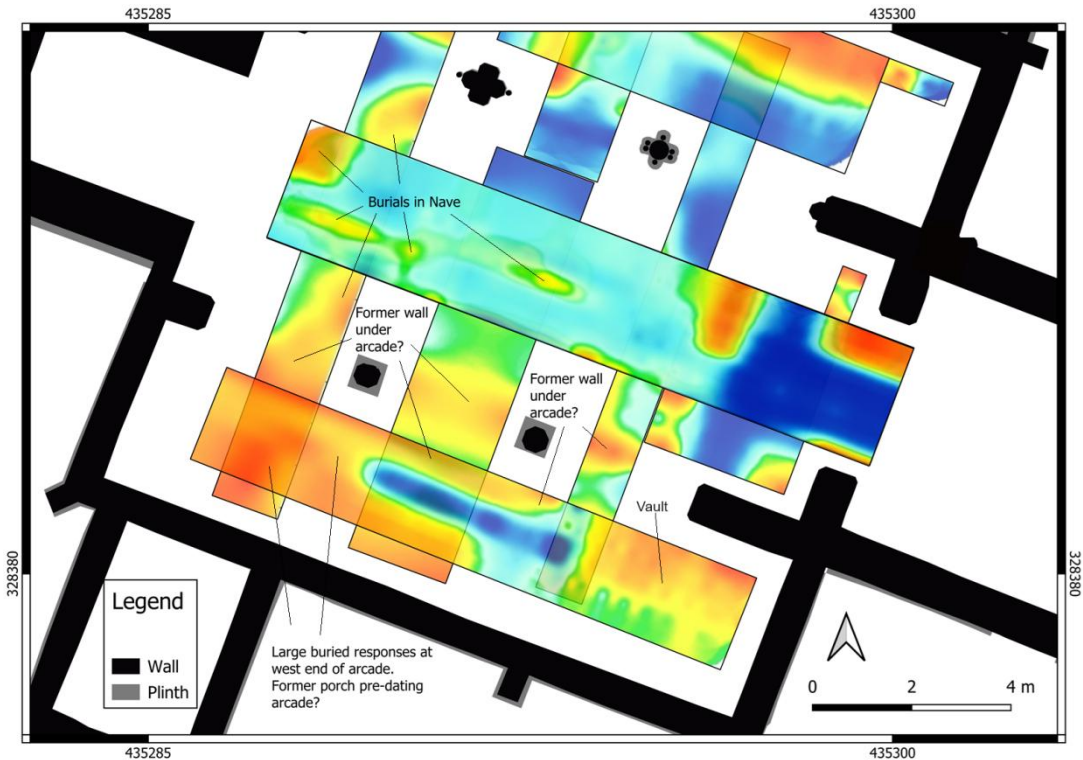 435285
435300
Burials in Nave
Former wall
under
arcade?
Former wall
under
arcade?
Vault
328380
328380
Legend
Wall
Plinth
Large buried responses at
west end of arcade.
Former porch pre-dating
arcade?
0 2 4 m
435285
435300